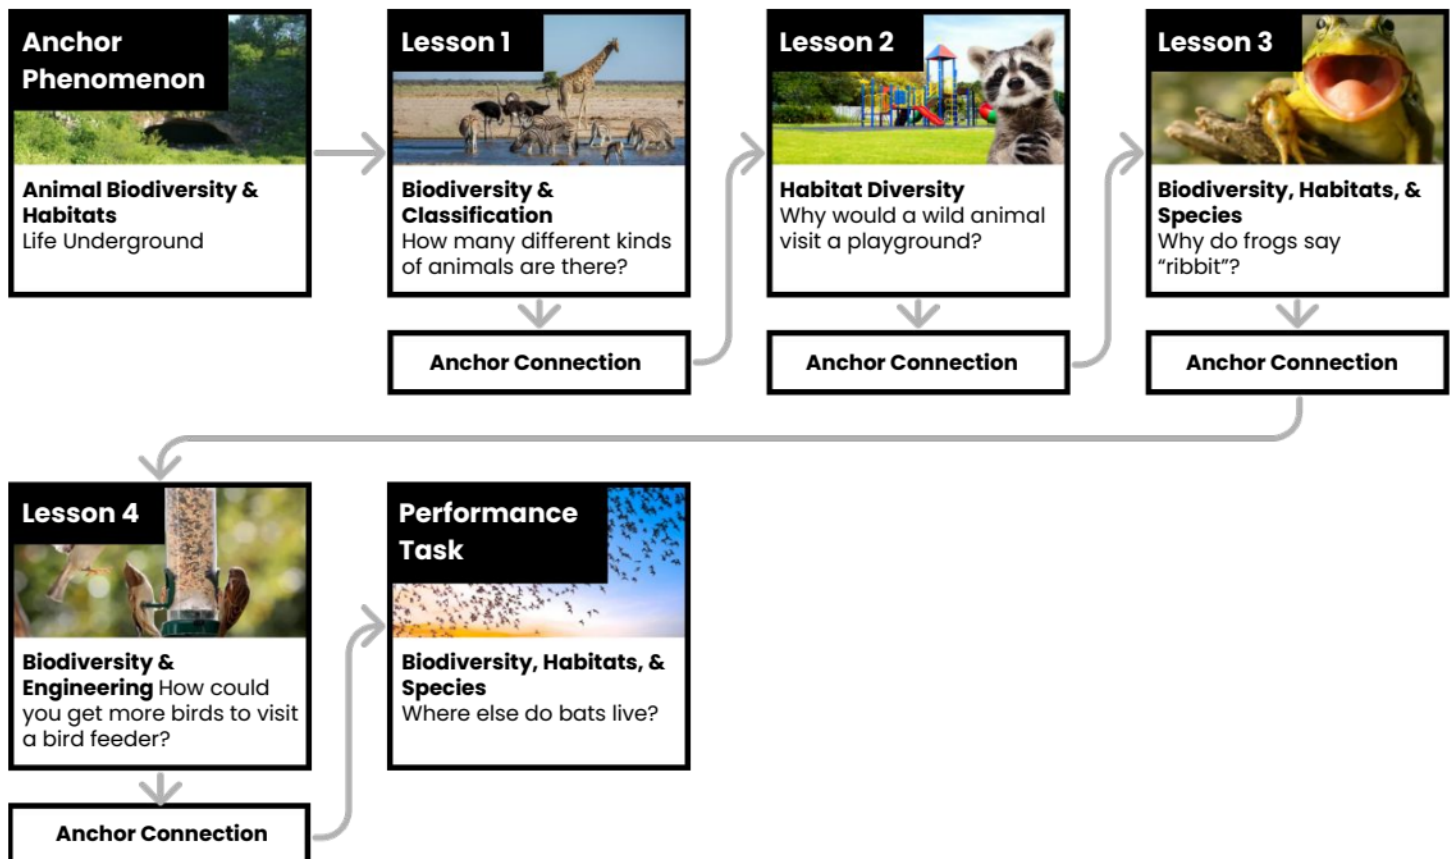 Anchor
Phenomenon
Animal Biodiversity &
Habitats
Life Underground
Lesson 1
Biodiversity &
Classification
How many different kinds
of animals are there?
Anchor Connection
Lesson 2
Habitat Diversity
Why would a wild animal
visit a playground?
Anchor Connection
Lesson 3
Biodiversity, Habitats, &
Species
Why do frogs say
“ribbit”?
Anchor Connection
Lesson 4
Biodiversity &
Engineering How could
you get more birds to visit
a bird feeder?
Anchor Connection
Performance
Task
Biodiversity, Habitats, &
Species
Where else do bats live?